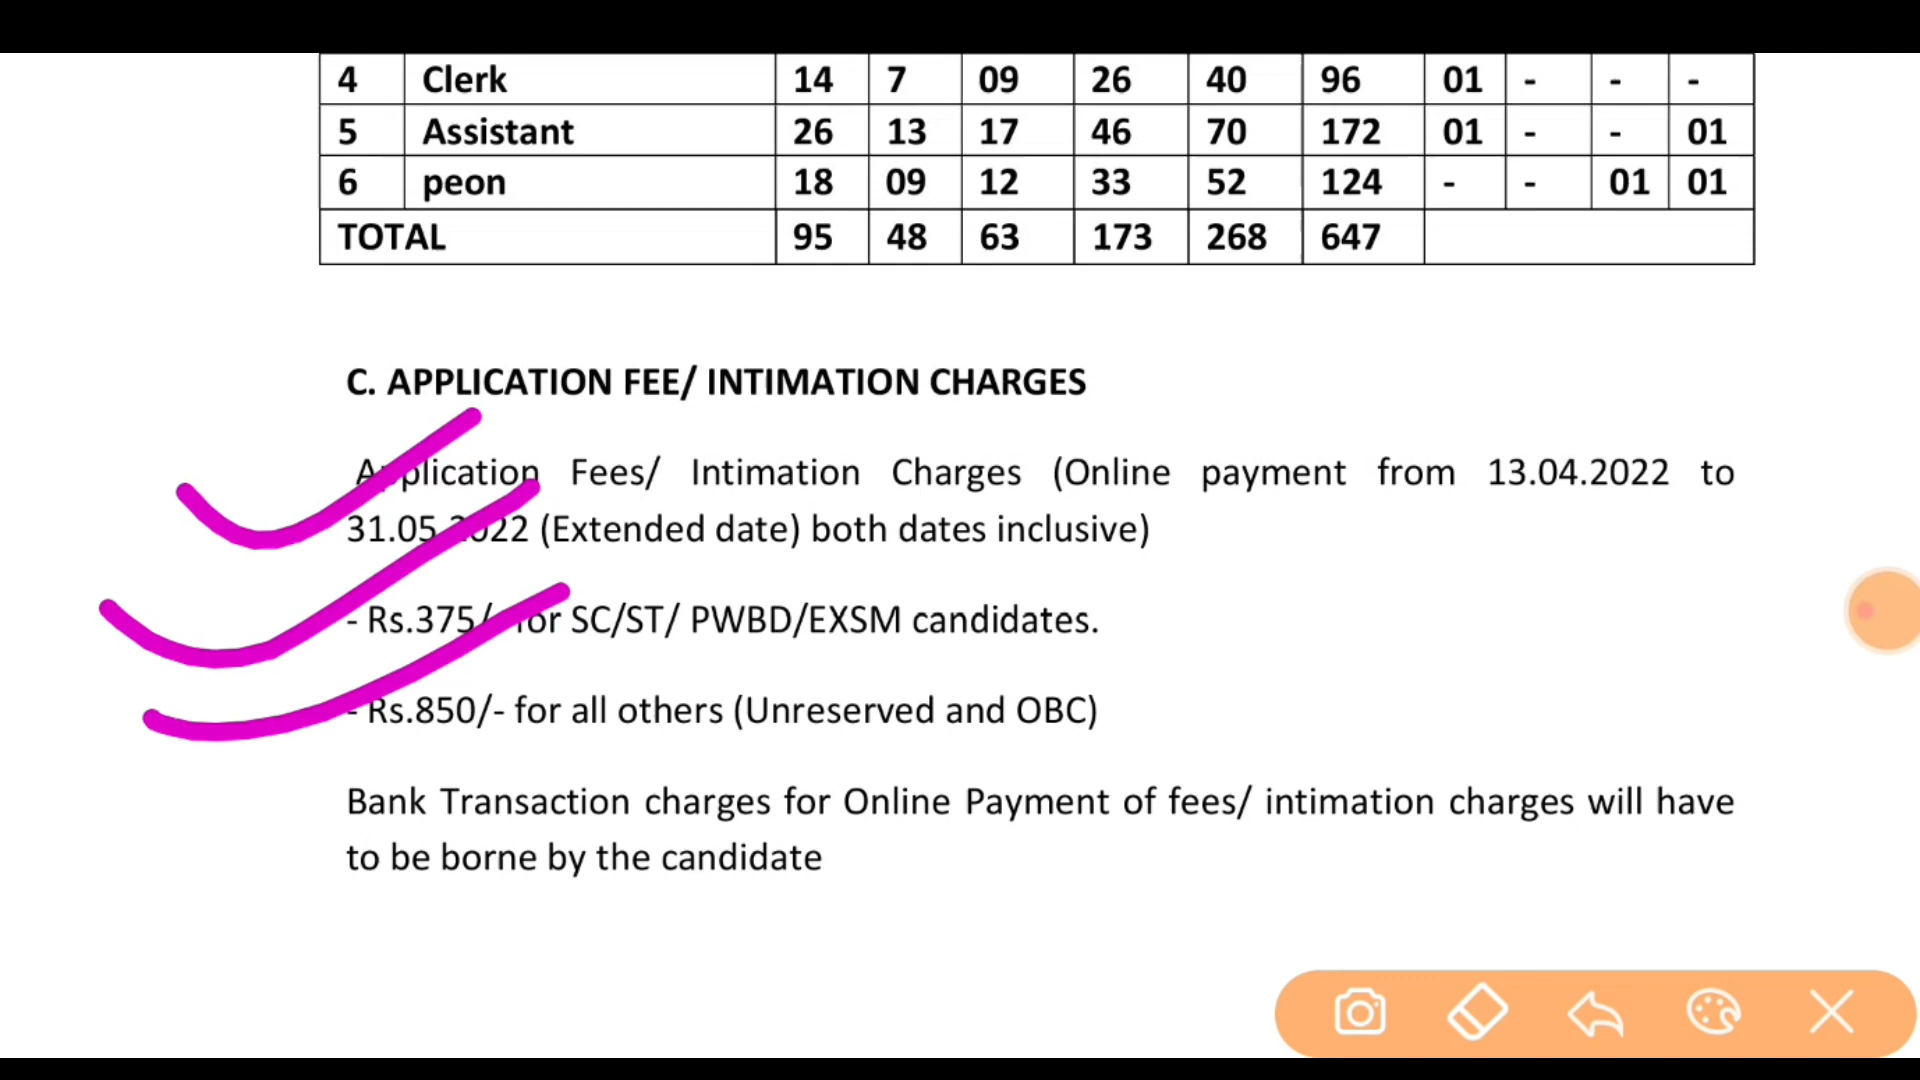 4 Clerk 14 7 09 26 40 96 01 - - -
5 Assistant 26 13 17 46 70 172 01 - - 01
6 peon 18 09 12 33 52 124 - - 01 01
TOTAL 95 48 63 173 268 647
C. APPLICATION FEE/ INTIMATION CHARGES
Application Fees/ Intimation Charges (Online payment from 13.04.2022 to
31.05.2022 (Extended date) both dates inclusive)
- Rs.375/- for SC/ST/ PWBD/EXSM candidates.
- Rs.850/- for all others (Unreserved and OBC)
Bank Transaction charges for Online Payment of fees/ intimation charges will have
to be borne by the candidate